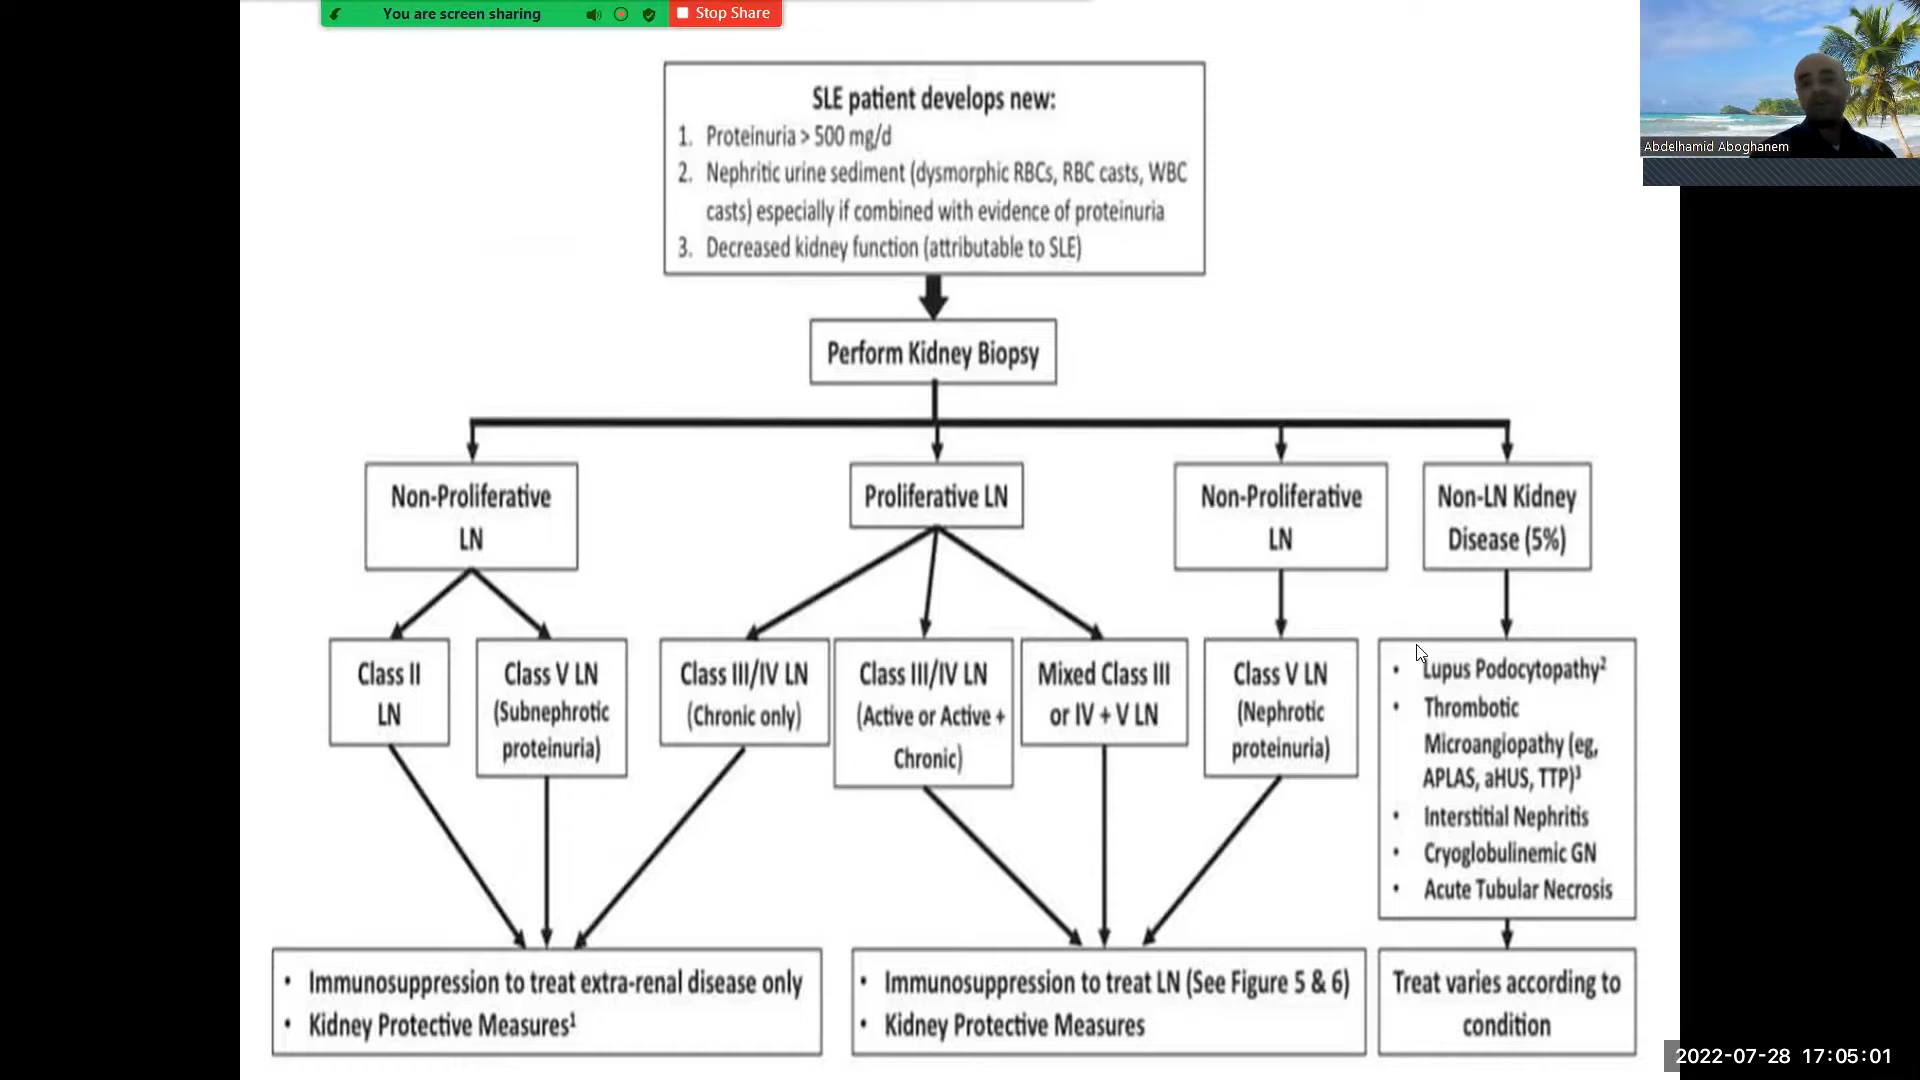 You are screen sharing
Stop Share
Abdelhamid Aboghanem
SLE patient develops new:
1. Proteinuria > 500 mg/d
2. Nephritic urine sediment (dysmorphic RBCs, RBC casts, WBC
casts) especially if combined with evidence of proteinuria
3. Decreased kidney function (attributable to SLE)
Perform Kidney Biopsy
Non-Proliferative
LN
Proliferative LN
Non-Proliferative
LN
Non-LN Kidney
Disease (5%)
Class II
LN
Class V LN
(Subnephrotic
proteinuria)
Class III/IV LN
(Chronic only)
Class III/IV LN
(Active or Active +
Chronic)
Mixed Class III
or IV + V LN
Class V LN
(Nephrotic
proteinuria)
• Lupus Podocytopathy²
• Thrombotic
Microangiopathy (eg,
APLAS, aHUS, TTP)³
• Interstitial Nephritis
• Cryoglobulinemic GN
• Acute Tubular Necrosis
• Immunosuppression to treat extra-renal disease only
• Kidney Protective Measures¹
• Immunosuppression to treat LN (See Figure 5 & 6)
• Kidney Protective Measures
Treat varies according to
condition
2022-07-28 17:05:01